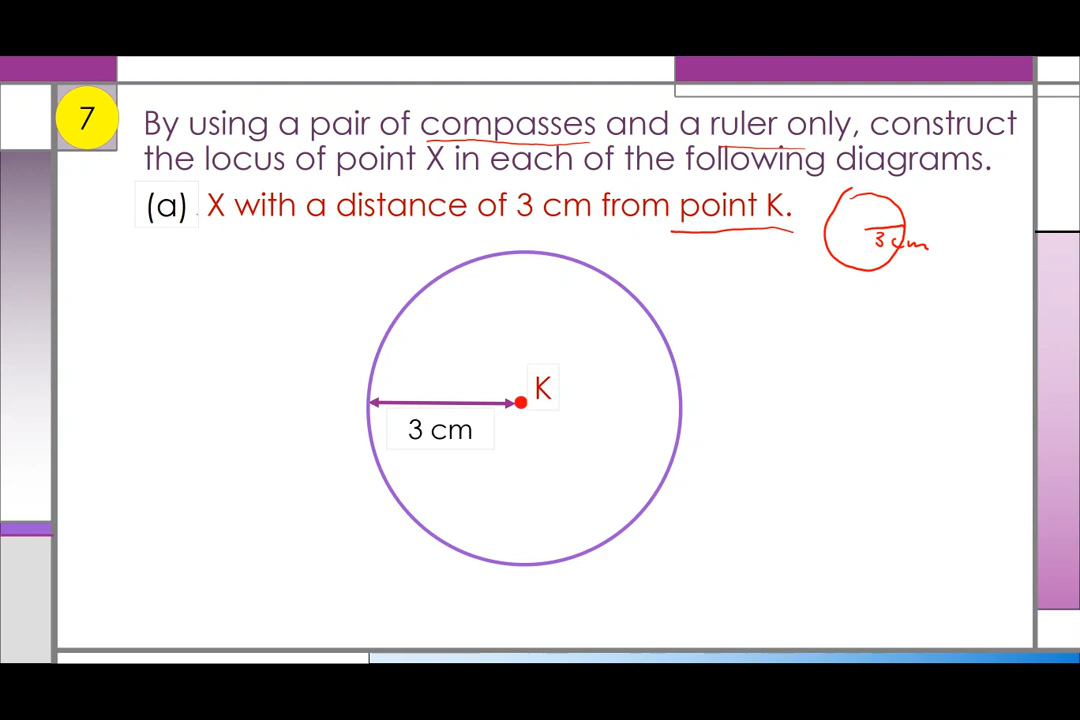 7
By using a pair of compasses and a ruler only, construct
the locus of point X in each of the following diagrams.
(a) X with a distance of 3 cm from point K.
3 cm
K
3 cm